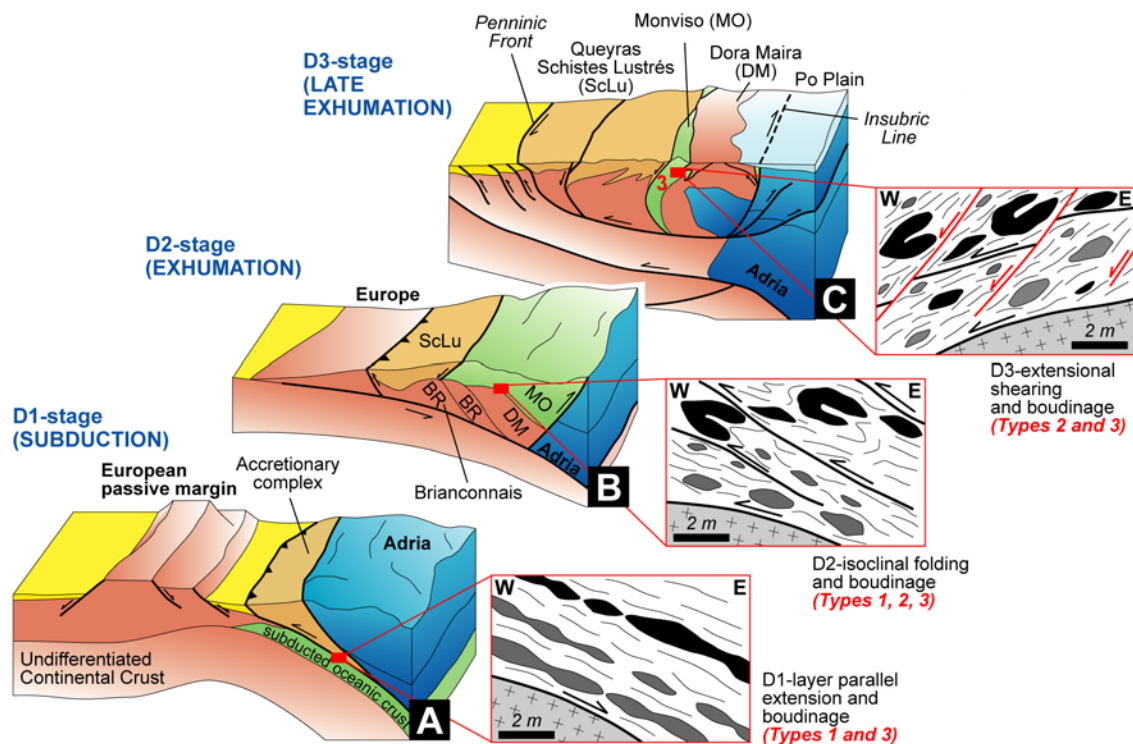 Monviso (MO)
Penninic
Front
Queyras
Schistes Lustrés
(ScLu)
Dora Maira
(DM)
Po Plain
D3-stage
(LATE
EXHUMATION)
Insubric
Line
3
Adria
C
W
E
2 m
D3-extensional
shearing
and boudinage
(Types 2 and 3)
D2-stage
(EXHUMATION)
Europe
ScLu
BR
BR
DM
MO
Adria
Brianconnais
B
W
E
2 m
D2-isoclinal folding
and boudinage
(Types 1, 2, 3)
D1-stage
(SUBDUCTION)
European
passive margin
Accretionary
complex
Adria
subducted oceanic crust
Undifferentiated
Continental Crust
A
W
E
2 m
D1-layer parallel
extension and
boudinage
(Types 1 and 3)